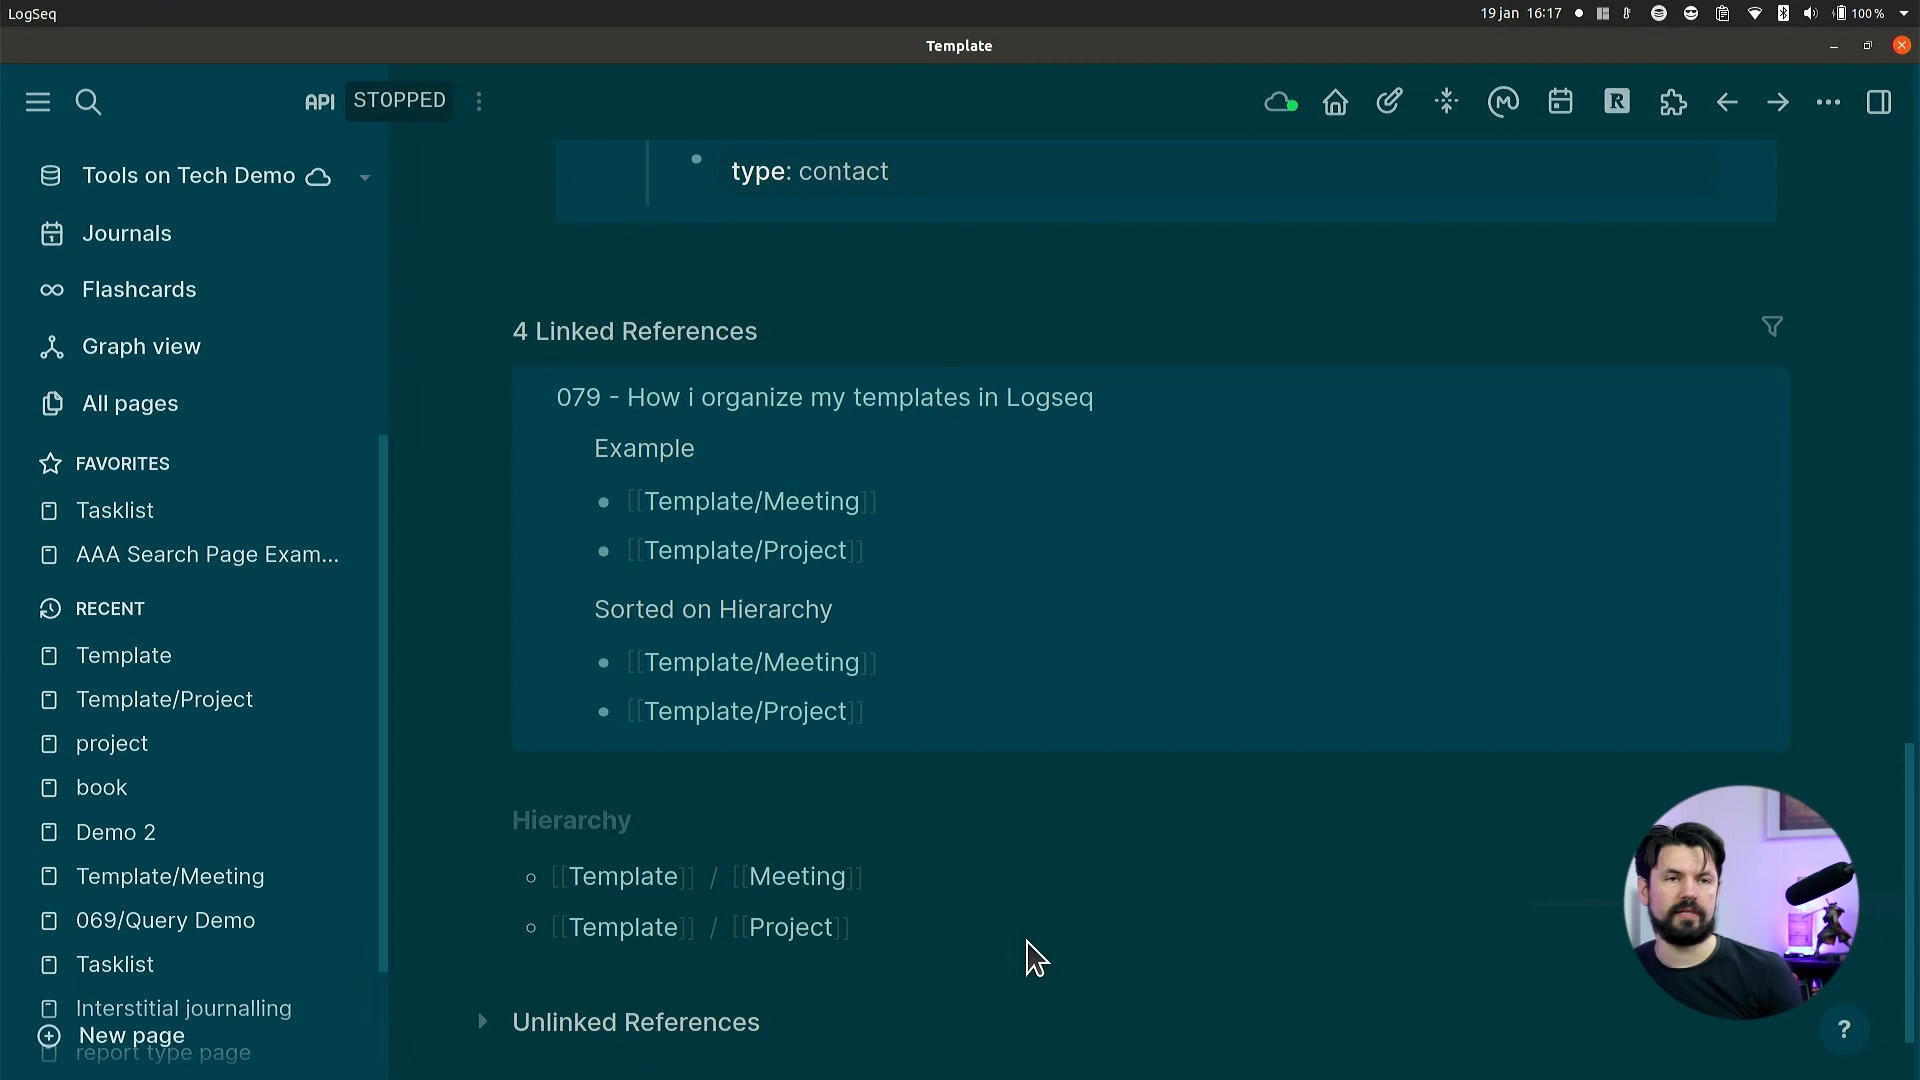 LogSeq
19 jan 16:17
100 %
Template
API STOPPED
Tools on Tech Demo
Journals
Flashcards
Graph view
All pages
FAVORITES
Tasklist
AAA Search Page Exam...
RECENT
Template
Template/Project
project
book
Demo 2
Template/Meeting
069/Query Demo
Tasklist
Interstitial journalling
New page
report type page
type: contact
4 Linked References
079 - How i organize my templates in Logseq
Example
[[Template/Meeting]]
[[Template/Project]]
Sorted on Hierarchy
[[Template/Meeting]]
[[Template/Project]]
Hierarchy
[[Template]] / [[Meeting]]
[[Template]] / [[Project]]
Unlinked References
?